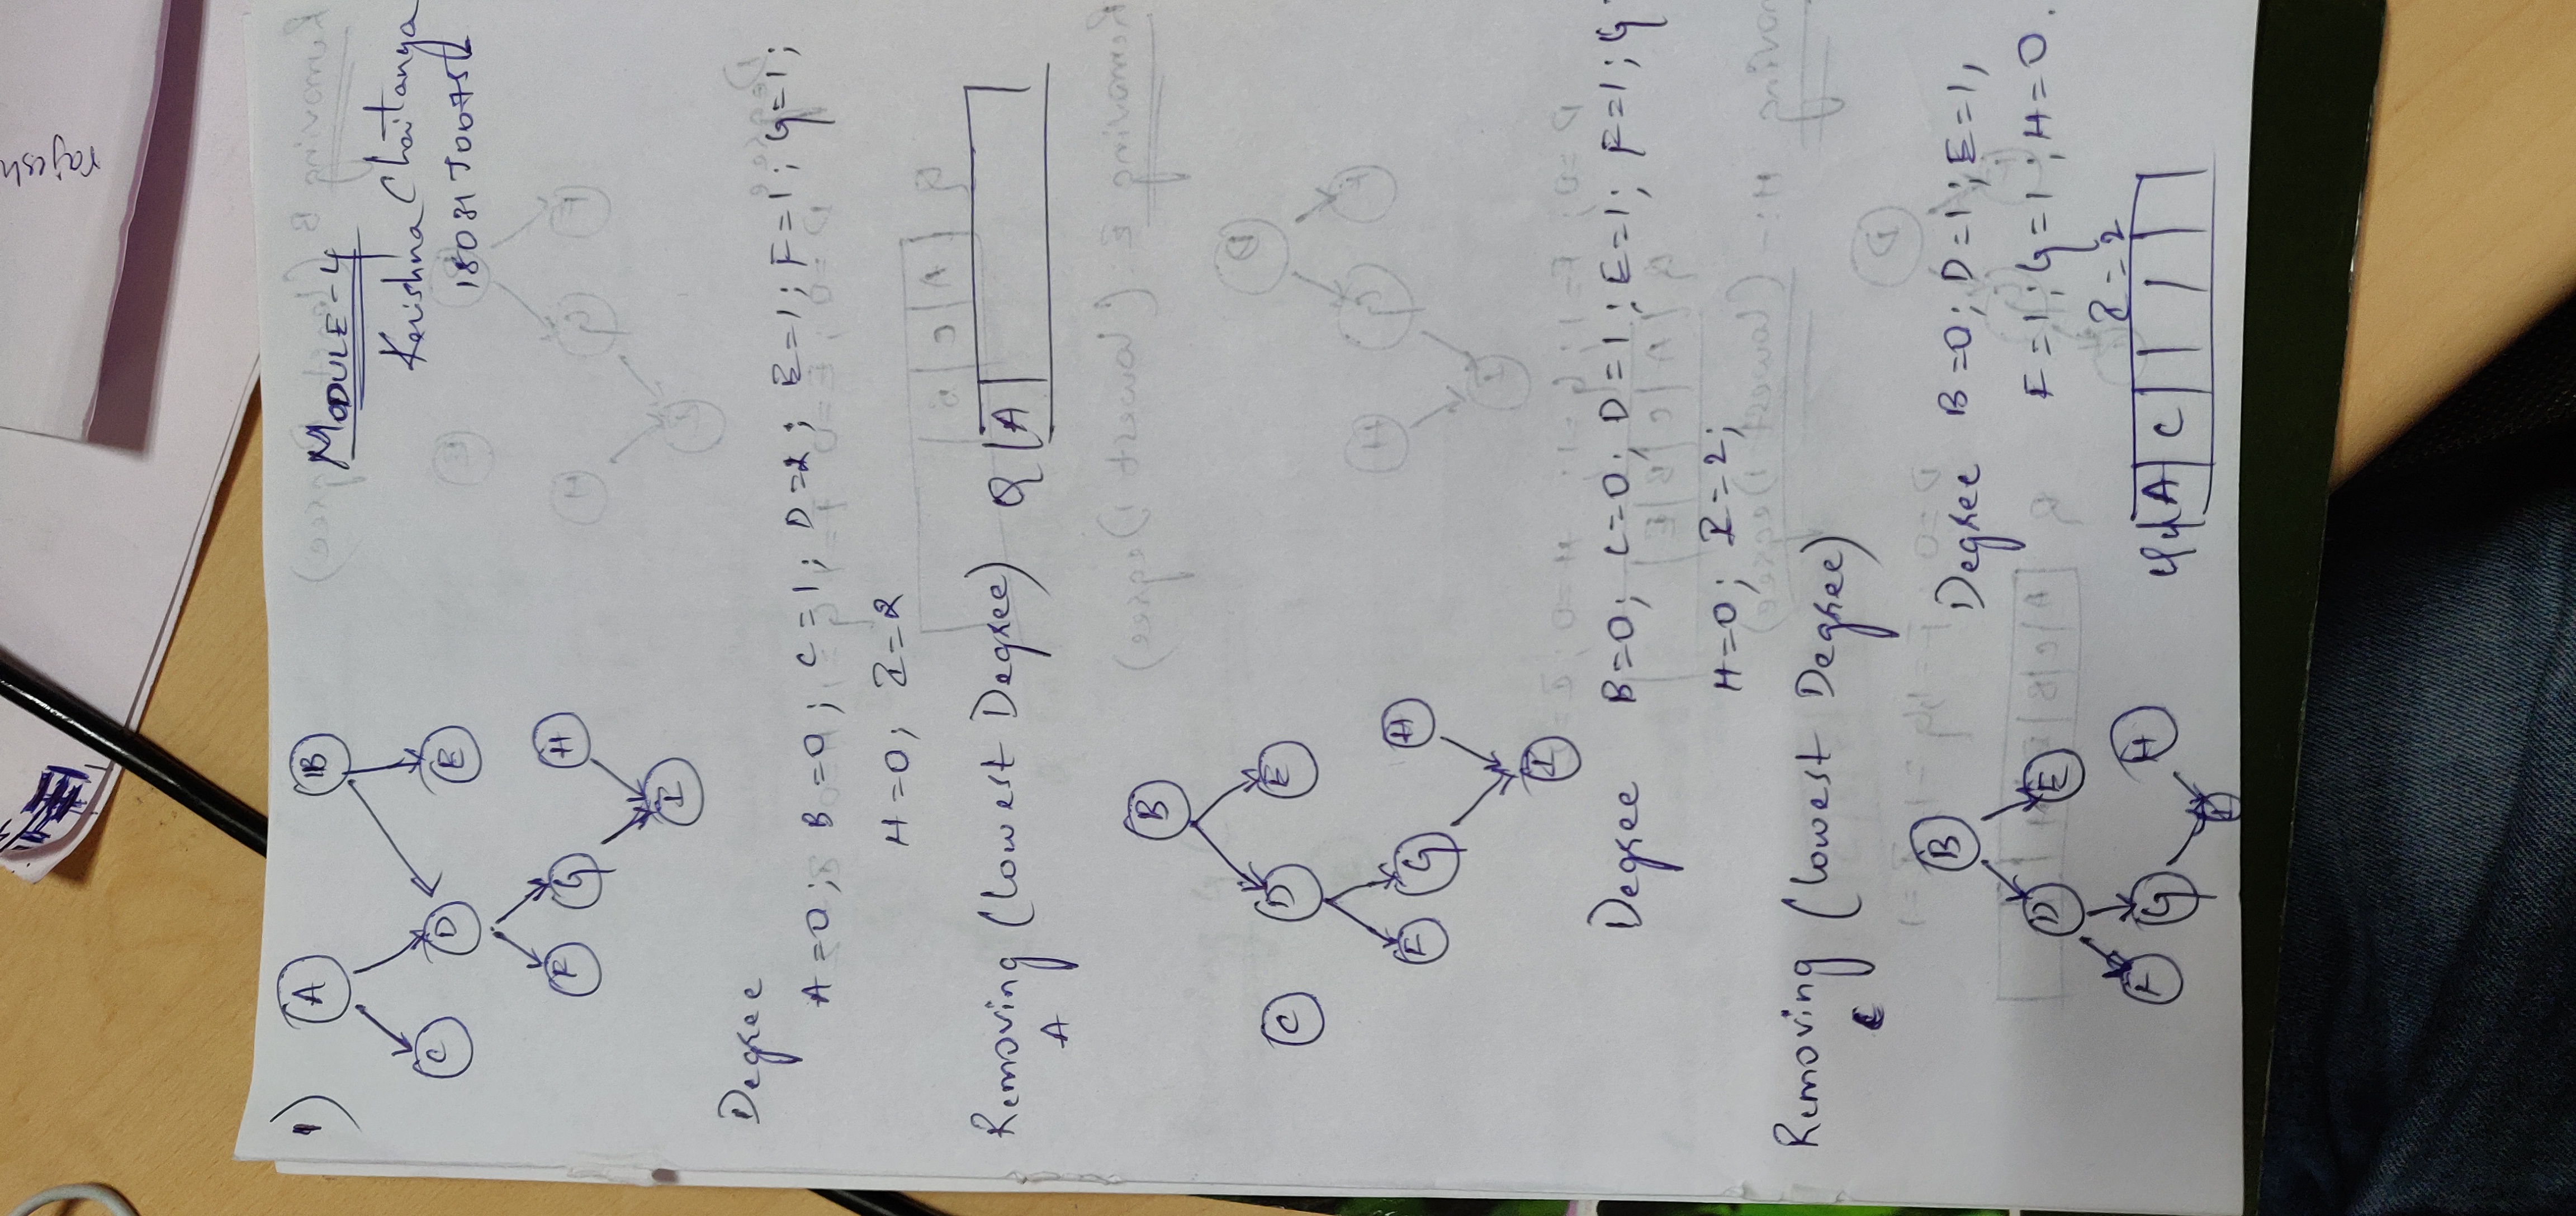 rajesh
1)
A
B
MODULE-4
Krishna Chaitanya
C
D
E
F
G
H
I
Degree
A=0; B=0; C=1; D=2; E=1; F=1; G=1;
H=0; I=2
Removing (lowest Degree) Q A
A
B
C
D
E
F
G
H
I
Degree B=0; C=0; D=1; E=1; F=1; G
H=0; I=2;
Removing (lowest Degree)
C
B
Degree B=0; D=1; E=1,
D
E
F=1; G=1; H=0.
I=2
F
G
H
A C
I